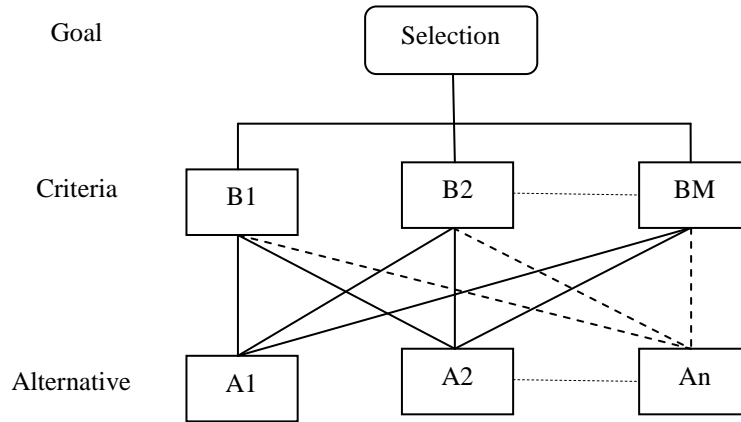 Goal
Selection
Criteria
B1
B2
BM
Alternative
A1
A2
An